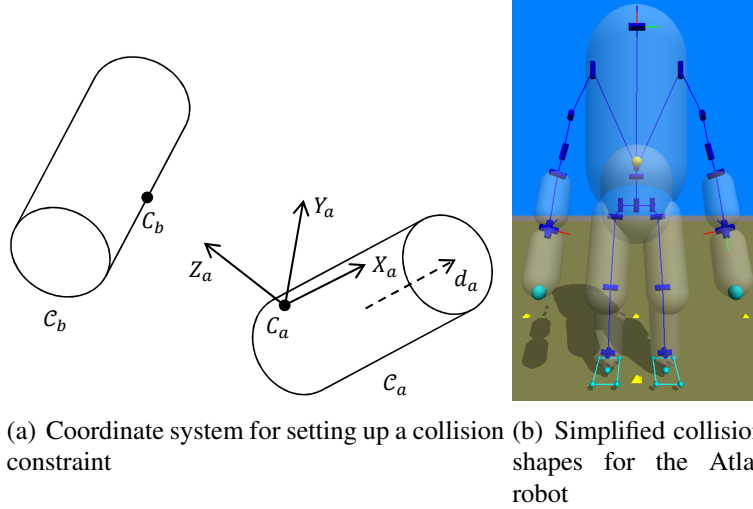 C_b
𝒞_b
Z_a
Y_a
X_a
d_a
C_a
𝒞_a
(a) Coordinate system for setting up a collision
constraint
(b) Simplified collision
shapes for the Atla
robot